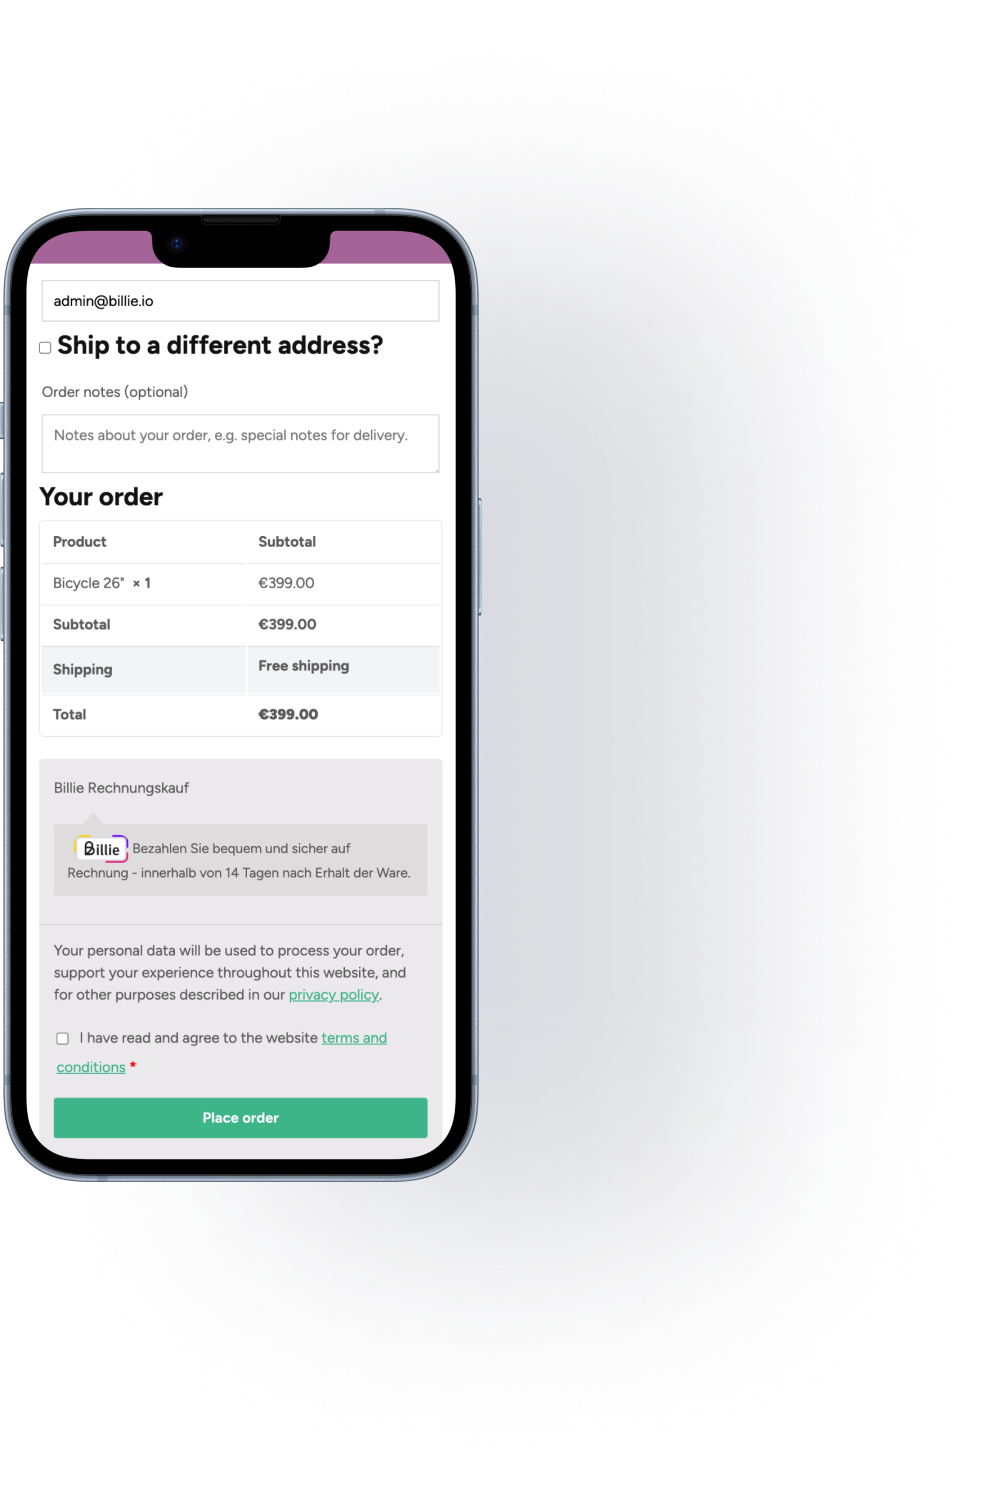 admin@billie.io
Ship to a different address?
Order notes (optional)
Notes about your order, e.g. special notes for delivery.
Your order
Product Subtotal
Bicycle 26" × 1 €399.00
Subtotal €399.00
Shipping Free shipping
Total €399.00
Billie Rechnungskauf
Billie Bezahlen Sie bequem und sicher auf
Rechnung - innerhalb von 14 Tagen nach Erhalt der Ware.
Your personal data will be used to process your order,
support your experience throughout this website, and
for other purposes described in our privacy policy.
I have read and agree to the website terms and
conditions *
Place order